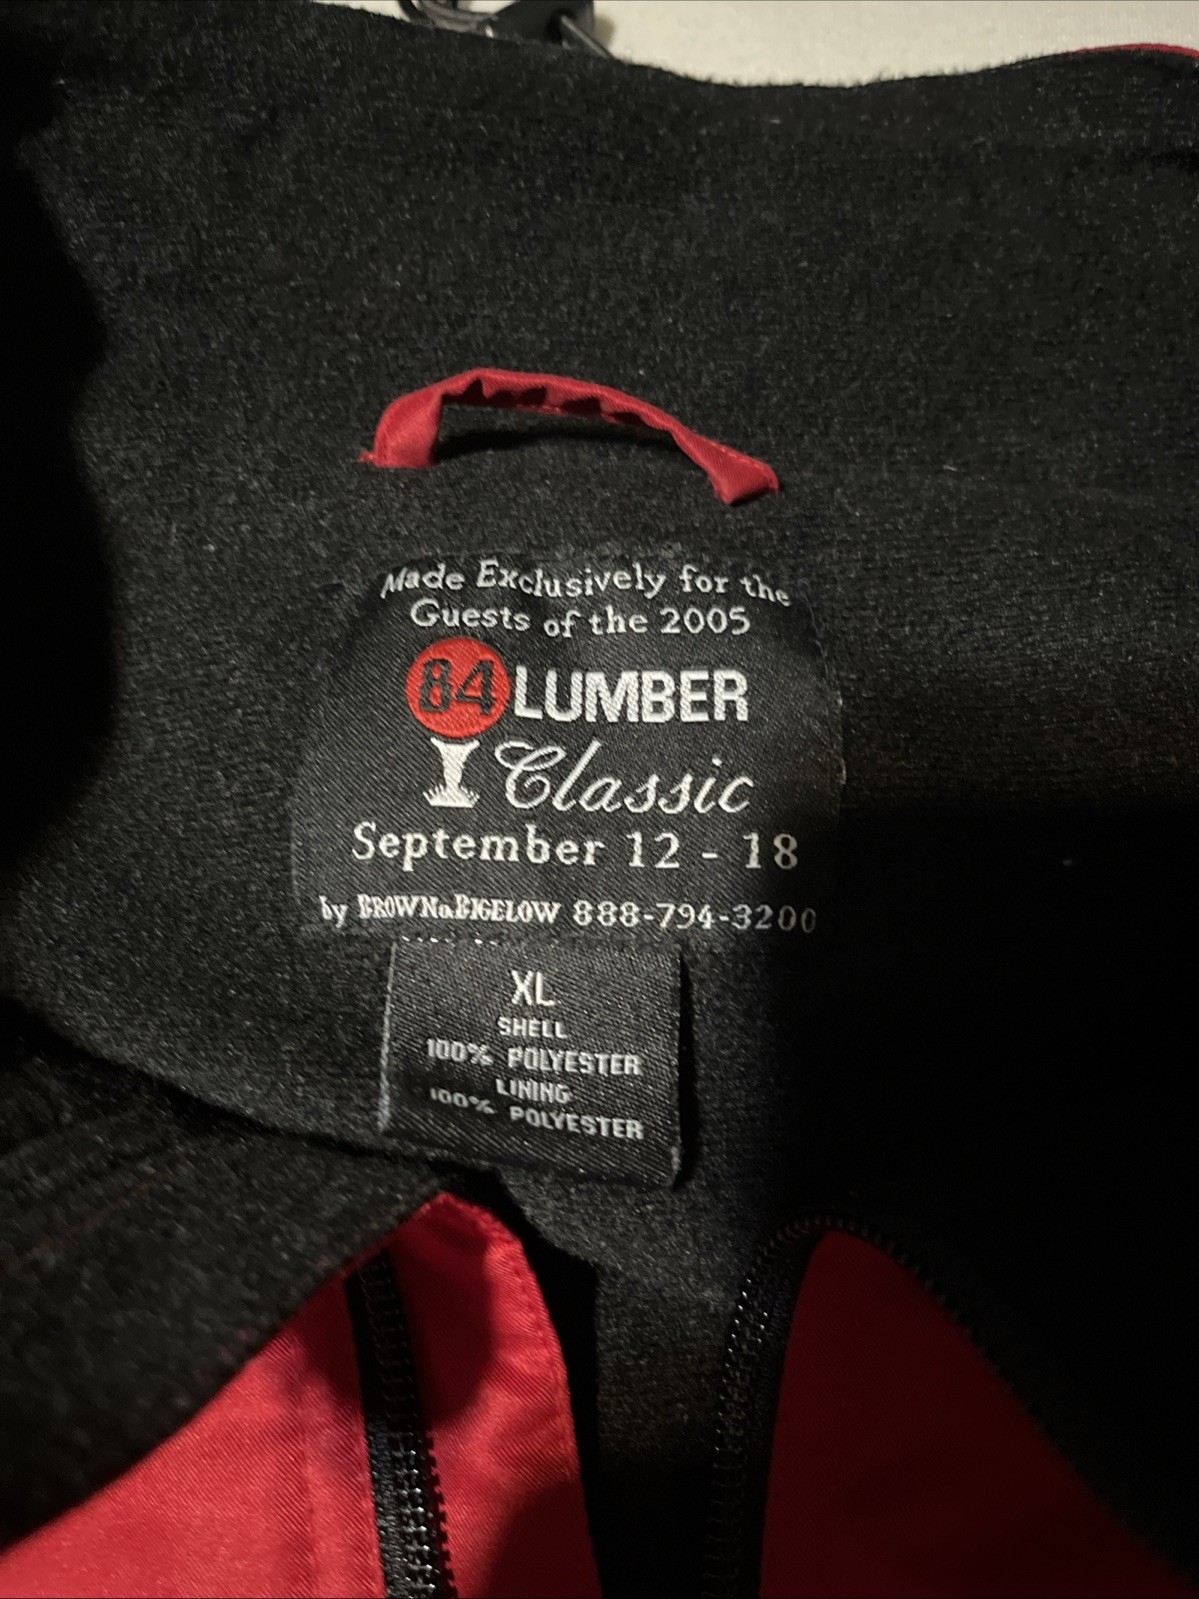 Made Exclusively for the
Guests of the 2005
84 LUMBER
Classic
September 12 - 18
by BROWN & BIGELOW 888-794-3200
XL
SHELL
100% POLYESTER
LINING
100% POLYESTER